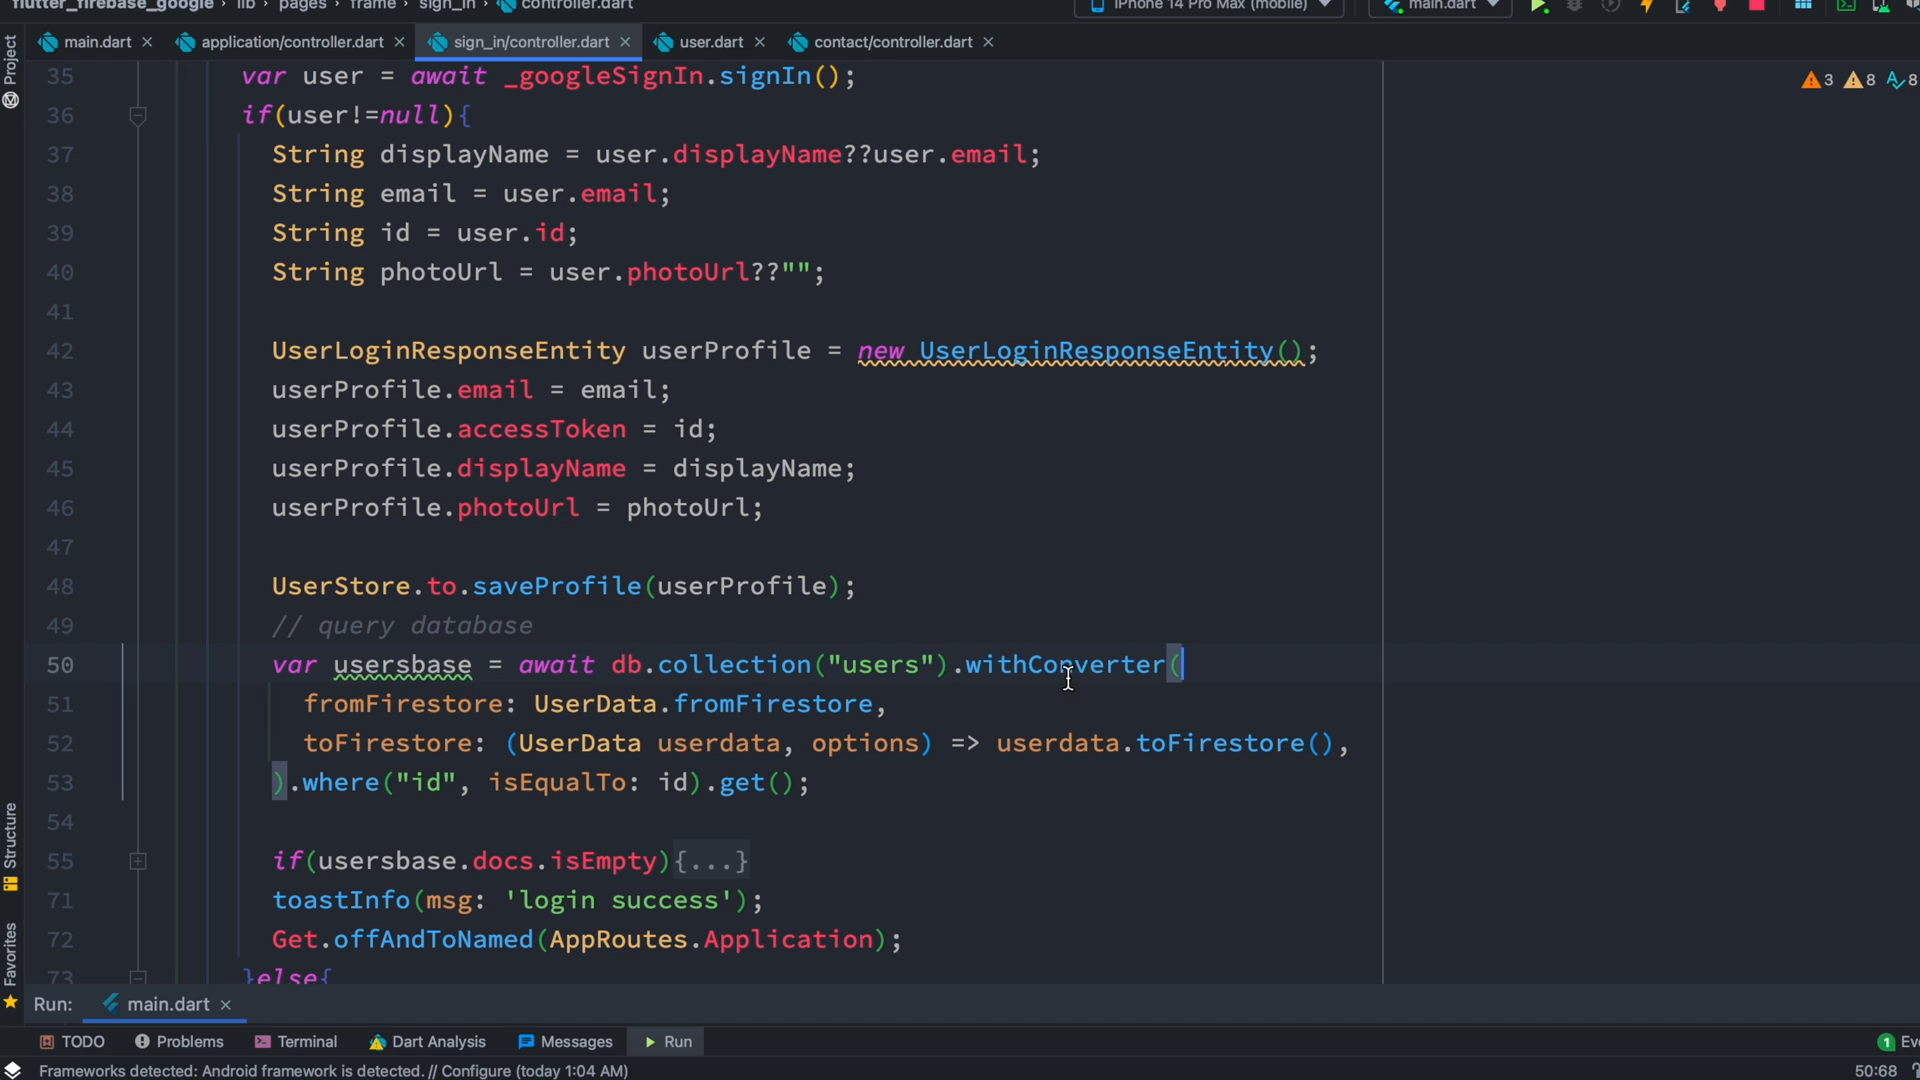 flutter_firebase_google › lib › pages › frame › sign_in › controller.dart
iPhone 14 Pro Max (mobile)
main.dart
main.dart
application/controller.dart
sign_in/controller.dart
user.dart
contact/controller.dart
3
8
8
Project
35 var user = await _googleSignIn.signIn();
36 if(user!=null){
37 String displayName = user.displayName??user.email;
38 String email = user.email;
39 String id = user.id;
40 String photoUrl = user.photoUrl??"";
41
42 UserLoginResponseEntity userProfile = new UserLoginResponseEntity();
43 userProfile.email = email;
44 userProfile.accessToken = id;
45 userProfile.displayName = displayName;
46 userProfile.photoUrl = photoUrl;
47
48 UserStore.to.saveProfile(userProfile);
49 // query database
50 var usersbase = await db.collection("users").withConverter(
51 fromFirestore: UserData.fromFirestore,
52 toFirestore: (UserData userdata, options) => userdata.toFirestore(),
53 ).where("id", isEqualTo: id).get();
54
55 if(usersbase.docs.isEmpty){...}
71 toastInfo(msg: 'login success');
72 Get.offAndToNamed(AppRoutes.Application);
73 }else{
Structure
Favorites
Run: main.dart
TODO
Problems
Terminal
Dart Analysis
Messages
Run
1 Eve
Frameworks detected: Android framework is detected. // Configure (today 1:04 AM)
50:68